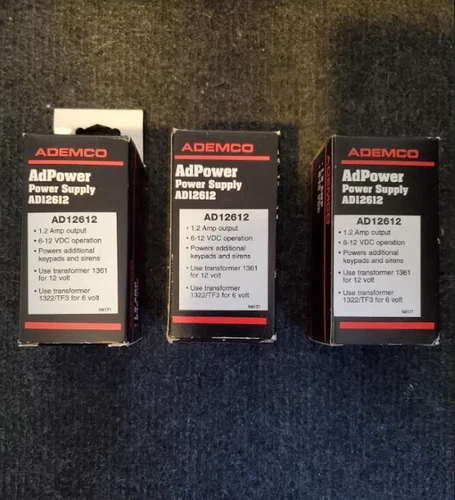 ADEMCO
AdPower
Power Supply
AD12612
AD12612
• 1.2 Amp output
• 6-12 VDC operation
• Powers additional
keypads and sirens
• Use transformer 1361
for 12 volt
• Use transformer
1322/TF3 for 6 volt
N8171
ADEMCO
AdPower
Power Supply
AD12612
AD12612
• 1.2 Amp output
• 6-12 VDC operation
• Powers additional
keypads and sirens
• Use transformer 1361
for 12 volt
• Use transformer
1322/TF3 for 6 volt
N8171
ADEMCO
AdPower
Power Supply
AD12612
AD12612
• 1.2 Amp output
• 6-12 VDC operation
• Powers additional
keypads and sirens
• Use transformer 1361
for 12 volt
• Use transformer
1322/TF3 for 6 volt
N8171